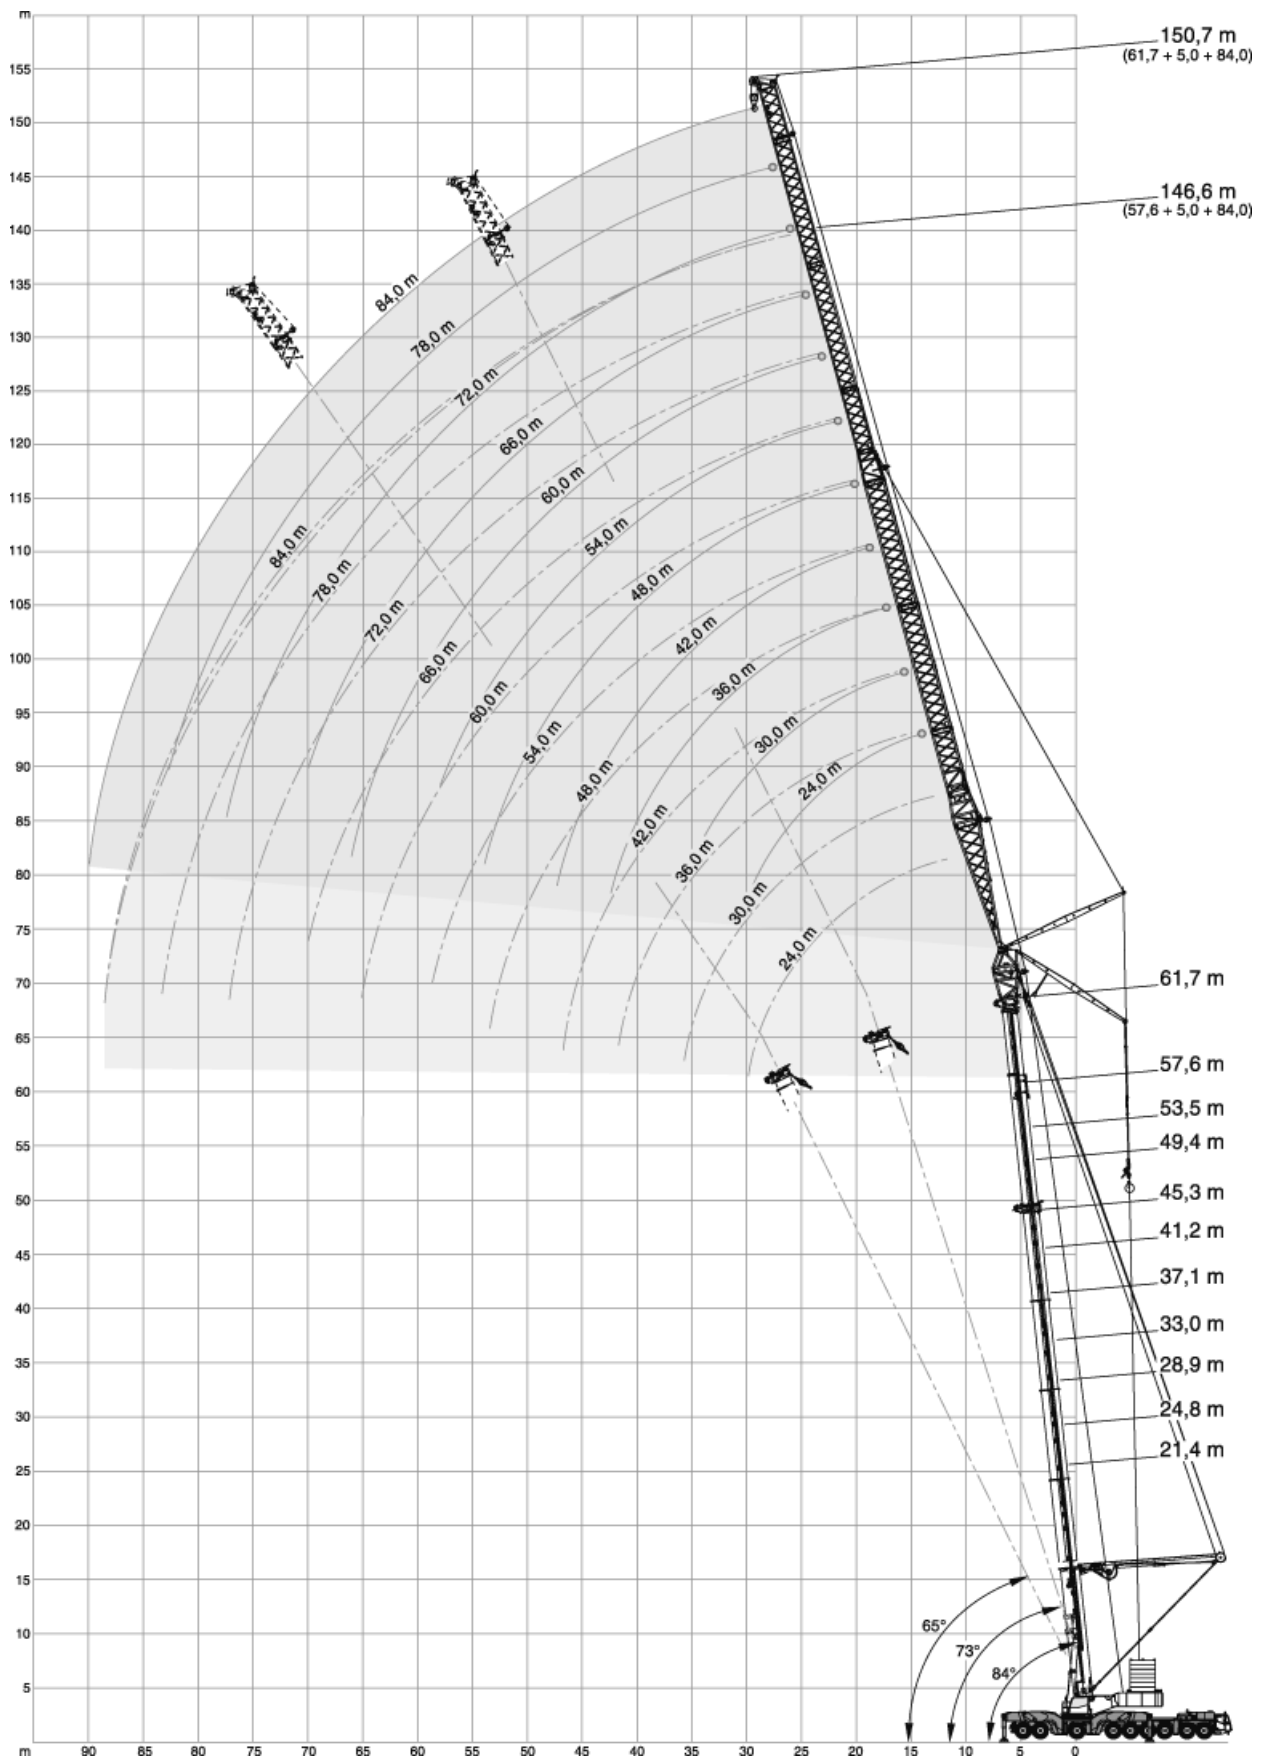 m
150,7 m
(61,7 + 5,0 + 84,0)
155
150
145
146,6 m
(57,6 + 5,0 + 84,0)
140
135
84,0 m
130
78,0 m
125
72,0 m
120
66,0 m
115
60,0 m
110
84,0 m
54,0 m
105
78,0 m
48,0 m
100
72,0 m
42,0 m
95
66,0 m
36,0 m
90
60,0 m
30,0 m
85
54,0 m
24,0 m
80
48,0 m
75
42,0 m
70
36,0 m
30,0 m
24,0 m
61,7 m
65
60
57,6 m
55
53,5 m
49,4 m
50
45,3 m
45
41,2 m
40
37,1 m
35
33,0 m
30
28,9 m
24,8 m
25
21,4 m
20
15
10
65°
73°
84°
5
m 90 85 80 75 70 65 60 55 50 45 40 35 30 25 20 15 10 5 0